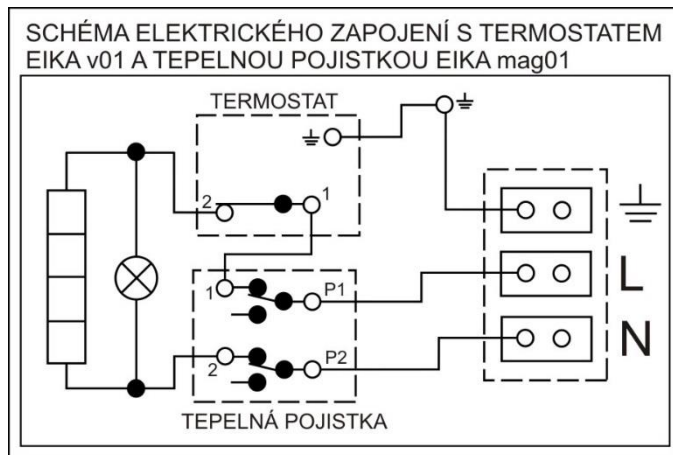 SCHÉMA ELEKTRICKÉHO ZAPOJENÍ S TERMOSTATEM
EIKA v01 A TEPELNOU POJISTKOU EIKA mag01
TERMOSTAT
2
1
1
P1
L
2
P2
N
TEPELNÁ POJISTKA